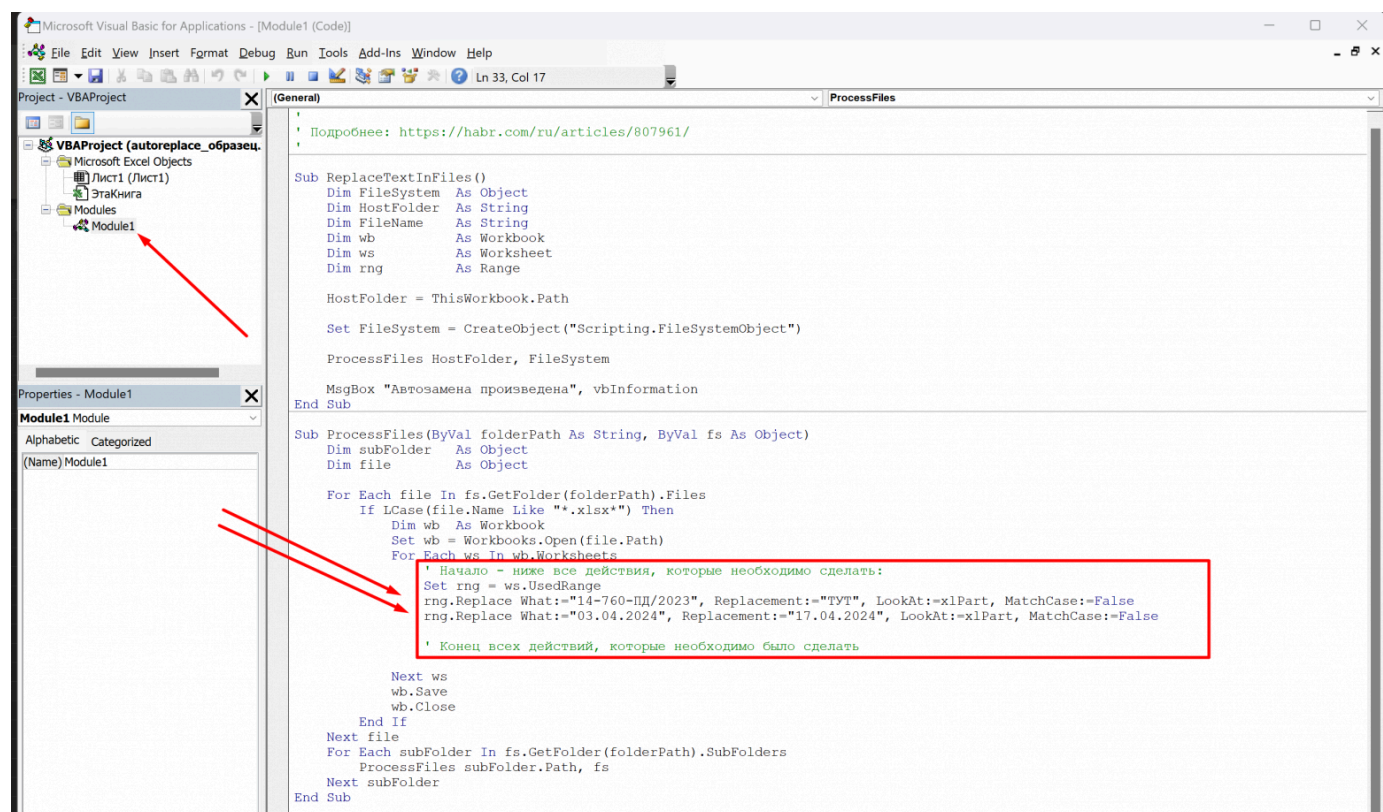 Microsoft Visual Basic for Applications - [Module1 (Code)]
File Edit View Insert Format Debug Run Tools Add-Ins Window Help
Ln 33, Col 17
Project - VBAProject
VBAProject (autoreplace_образец.
Microsoft Excel Objects
Лист1 (Лист1)
ЭтаКнига
Modules
Module1
Properties - Module1
Module1 Module
Alphabetic Categorized
(Name) Module1
(General) ProcessFiles
'
' Подробнее: https://habr.com/ru/articles/807961/
'
Sub ReplaceTextInFiles()
Dim FileSystem As Object
Dim HostFolder As String
Dim FileName As String
Dim wb As Workbook
Dim ws As Worksheet
Dim rng As Range
HostFolder = ThisWorkbook.Path
Set FileSystem = CreateObject("Scripting.FileSystemObject")
ProcessFiles HostFolder, FileSystem
MsgBox "Автозамена произведена", vbInformation
End Sub
Sub ProcessFiles(ByVal folderPath As String, ByVal fs As Object)
Dim subFolder As Object
Dim file As Object
For Each file In fs.GetFolder(folderPath).Files
If LCase(file.Name Like "*.xlsx*") Then
Dim wb As Workbook
Set wb = Workbooks.Open(file.Path)
For Each ws In wb.Worksheets
' Начало - ниже все действия, которые необходимо сделать:
Set rng = ws.UsedRange
rng.Replace What:="14-760-ПД/2023", Replacement:="ТУТ", LookAt:=xlPart, MatchCase:=False
rng.Replace What:="03.04.2024", Replacement:="17.04.2024", LookAt:=xlPart, MatchCase:=False
' Конец всех действий, которые необходимо было сделать
Next ws
wb.Save
wb.Close
End If
Next file
For Each subFolder In fs.GetFolder(folderPath).SubFolders
ProcessFiles subFolder.Path, fs
Next subFolder
End Sub